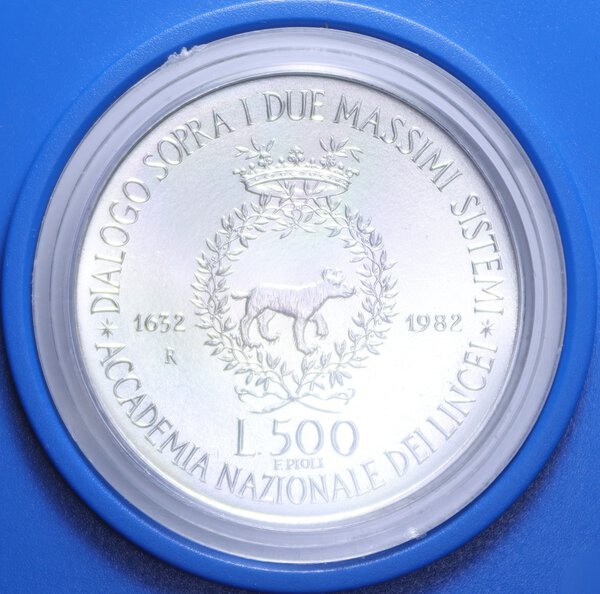 DIALOGO SOPRA I DUE MASSIMI SISTEMI
1632
1982
R
L.500
F.PIOLI
ACCADEMIA NAZIONALE DEI LINCEI